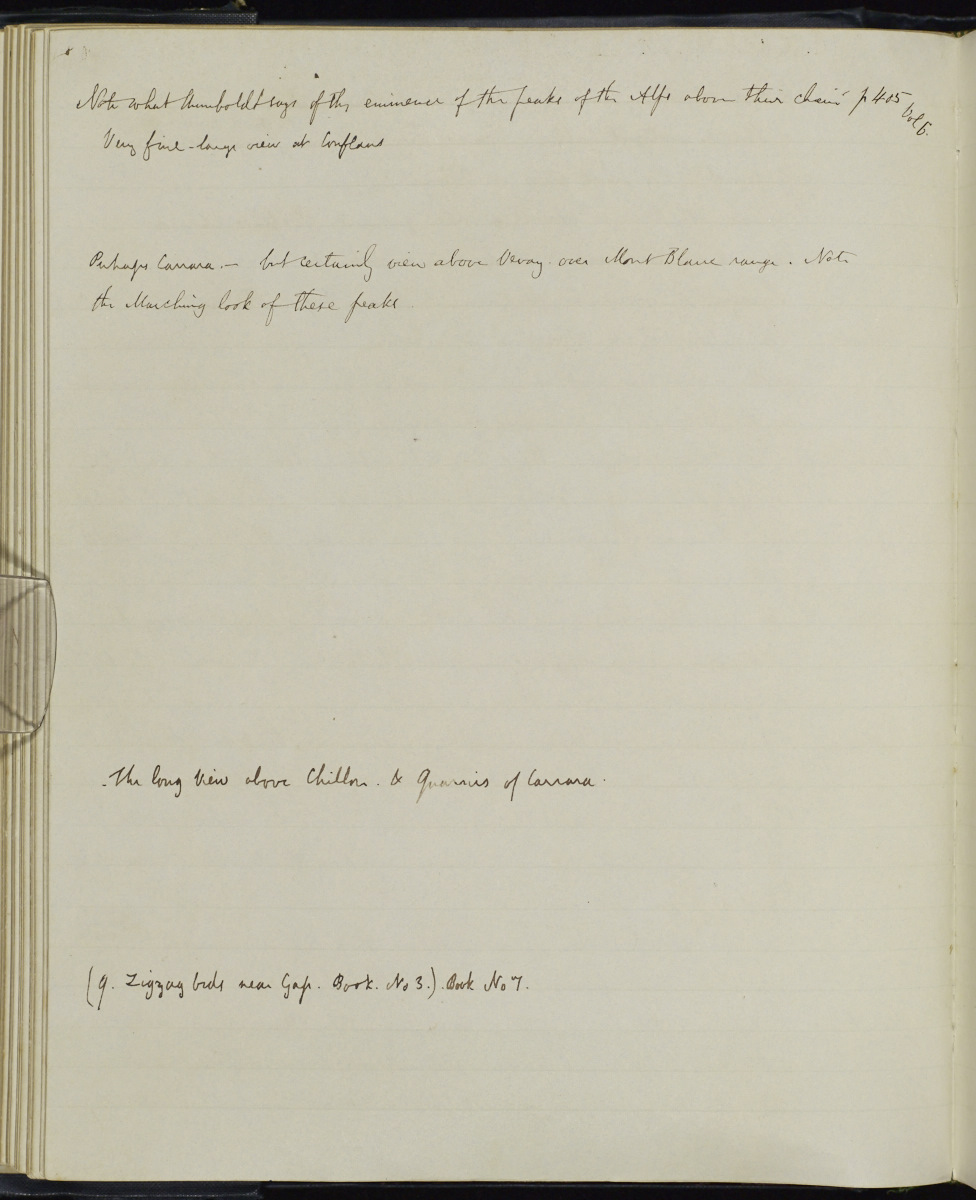 Note what Humboldt says of the eminence of the peaks of the Alps above their chain p 405 Vol 6.
Very fine large view at Conflans
Perhaps Carrara. – but certainly view above Vevay over Mont Blanc range. Note
the Marching look of these peaks.
The long View above Chillon. & Quarries of Carrara.
(q. Zigzag beds near Gap. Book. No 3.). Book No 7.